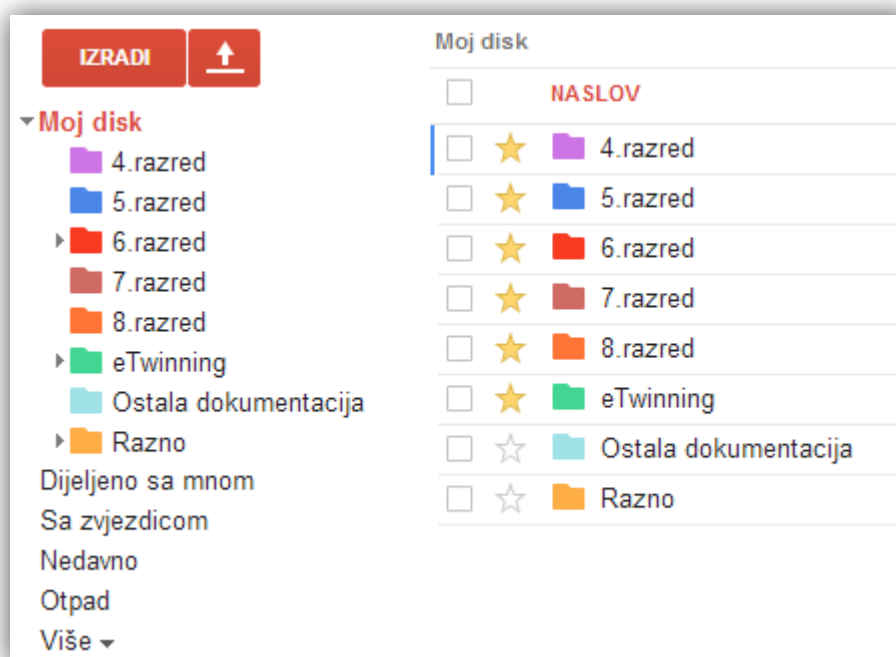 IZRADI
Moj disk
4.razred
5.razred
6.razred
7.razred
8.razred
eTwinning
Ostala dokumentacija
Razno
Dijeljeno sa mnom
Sa zvjezdicom
Nedavno
Otpad
Više
Moj disk
NASLOV
4.razred
5.razred
6.razred
7.razred
8.razred
eTwinning
Ostala dokumentacija
Razno